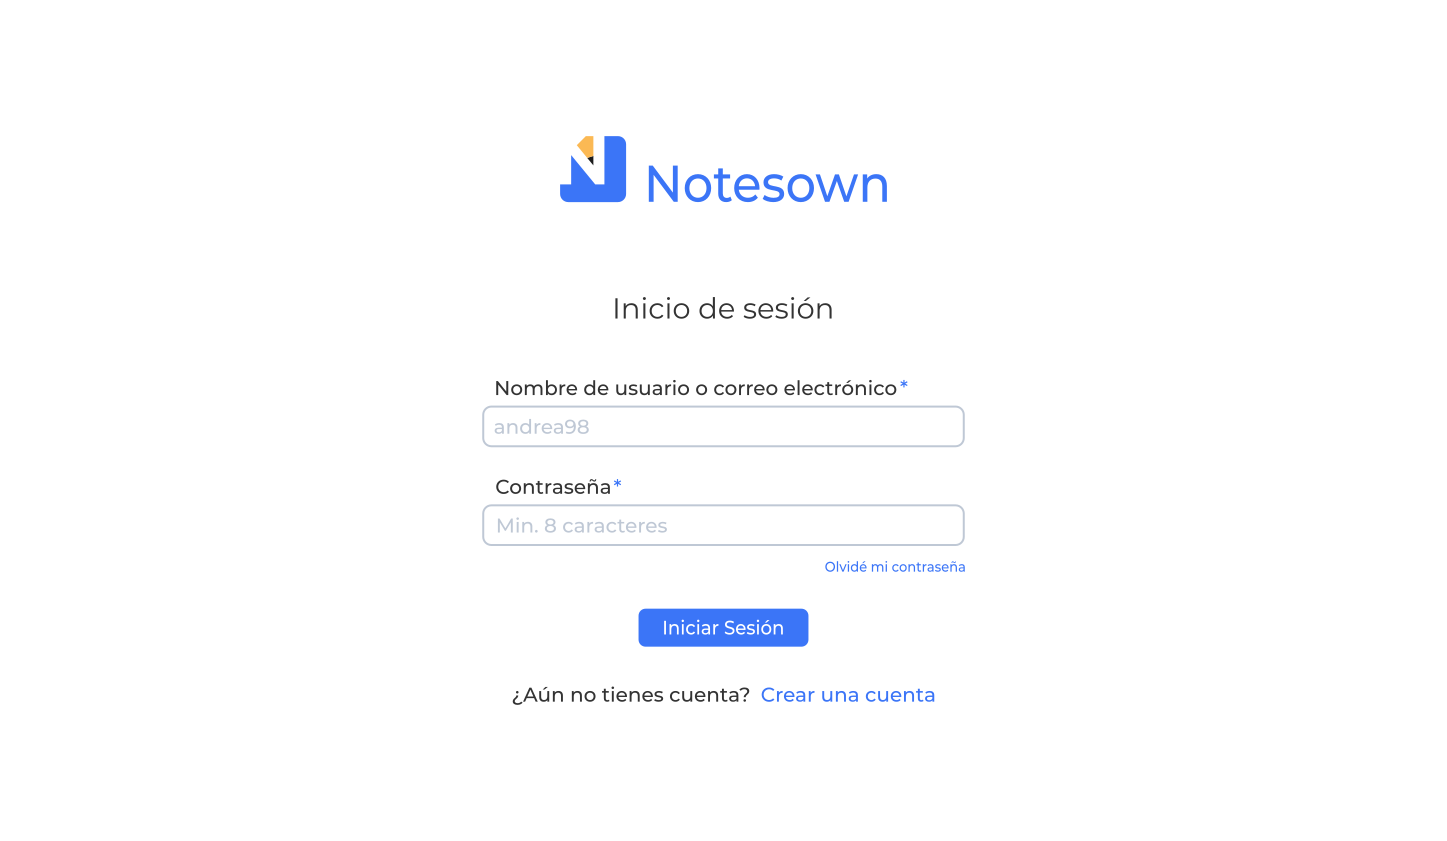 Notesown
Inicio de sesión
Nombre de usuario o correo electrónico*
andrea98
Contraseña*
Min. 8 caracteres
Olvidé mi contraseña
Iniciar Sesión
¿Aún no tienes cuenta? Crear una cuenta